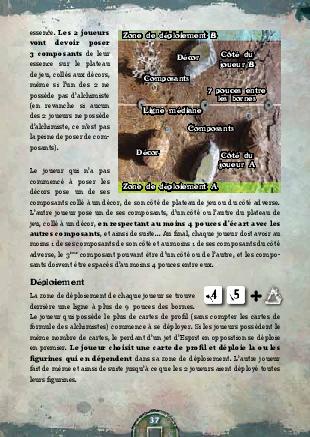 essence. Les 2 joueurs
vont devoir poser
3 composants de leur
essence sur le plateau
de jeu, collés aux décors,
même si l'un des 2 ne
possède pas d'alchimiste
(en revanche si aucun
des 2 joueurs ne possède
d'alchimiste, ce n'est pas
la peine de poser de com-
posants).
Zone de déploiement B
Décor
Côté du
joueur B
Composants
7 pouces entre
les bornes
Ligne médiane
Composants
Décor
Côté du
joueur A
Zone de déploiement A
Le joueur qui n'a pas
commencé à poser les
décors pose un de ses
composants collé à un décor, de son côté de plateau de jeu ou du côté adverse.
L'autre joueur pose un de ses composants, d'un côté ou l'autre du plateau de
jeu, collé à un décor, en respectant au moins 4 pouces d'écart avec les
autres composants, et ainsi de suite... Au final, chaque joueur doit avoir au
moins 1 de ses composants de son côté et au moins 1 de ses composants du côté
adverse, le 3ème composant pouvant être d'un côté ou de l'autre, et les compo-
sants doivent être espacés d'au moins 4 pouces entre eux.
Déploiement
La zone de déploiement de chaque joueur se trouve
derrière une ligne à plus de 9 pouces des bornes.
4 5 +
Le joueur qui possède le plus de cartes de profil (sans compter les cartes de
formule des alchimistes) commence à se déployer. Si les joueurs possèdent le
même nombre de cartes, le perdant d'un jet d'Esprit en opposition se déploie
en premier. Le joueur choisit une carte de profil et déploie la ou les
figurines qui en dépendent dans sa zone de déploiement. L'autre joueur
fait de même et ainsi de suite jusqu'à ce que les 2 joueurs aient déployé toutes
leurs figurines.
37